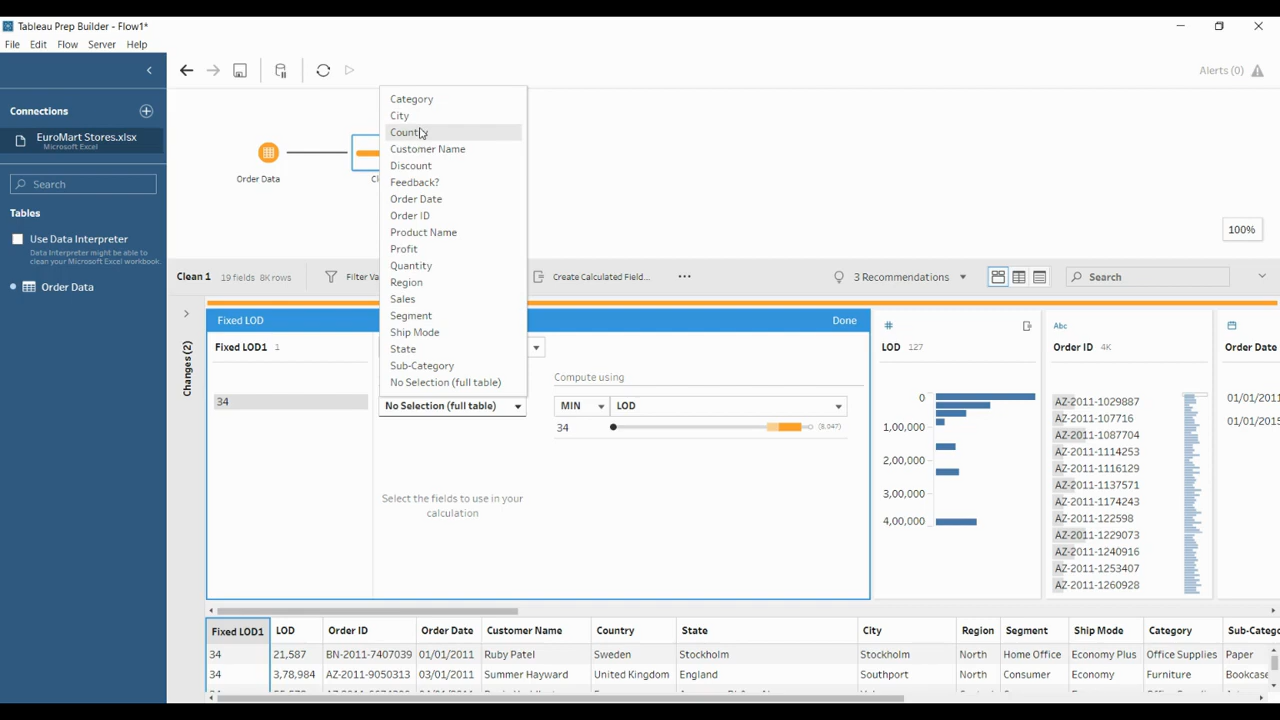 Tableau Prep Builder - Flow1*
File Edit Flow Server Help
Alerts (0)
Connections
EuroMart Stores.xlsx
Microsoft Excel
Search
Tables
Use Data Interpreter
Data Interpreter might be able to
clean your Microsoft Excel workbook.
Order Data
Order Data
Category
City
Customer Name
Discount
Feedback?
Order Date
Order ID
Product Name
Profit
Quantity
Region
Sales
Segment
Ship Mode
State
Sub-Category
No Selection (full table)
100%
Clean 1 19 fields 8K rows Filter Va Create Calculated Field... ••• 3 Recommendations Search
Changes (2)
Fixed LOD Done
Fixed LOD1 1
34
No Selection (full table)
Compute using
MIN LOD
34 (8,047)
Select the fields to use in your
calculation
#
LOD 127
0
1,00,000
2,00,000
3,00,000
4,00,000
Abc
Order ID 4K
AZ-2011-1029887
AZ-2011-107716
AZ-2011-1087704
AZ-2011-1114253
AZ-2011-1116129
AZ-2011-1137571
AZ-2011-1174243
AZ-2011-122598
AZ-2011-1229073
AZ-2011-1240916
AZ-2011-1253407
AZ-2011-1260928
Order Date
01/01/2011
01/01/2015
Fixed LOD1 LOD Order ID Order Date Customer Name Country State City Region Segment Ship Mode Category Sub-Catego
34 21,587 BN-2011-7407039 01/01/2011 Ruby Patel Sweden Stockholm Stockholm North Home Office Economy Plus Office Supplies Paper
34 3,78,984 AZ-2011-9050313 03/01/2011 Summer Hayward United Kingdom England Southport North Consumer Economy Furniture Bookcase